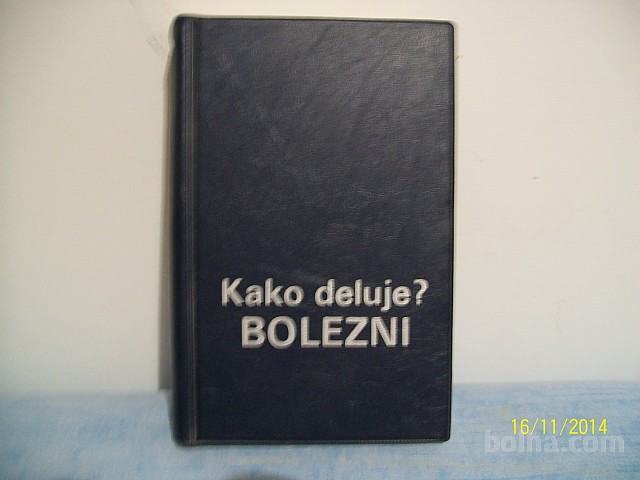 Kako deluje?
BOLEZNI
16/11/2014
bolha.com